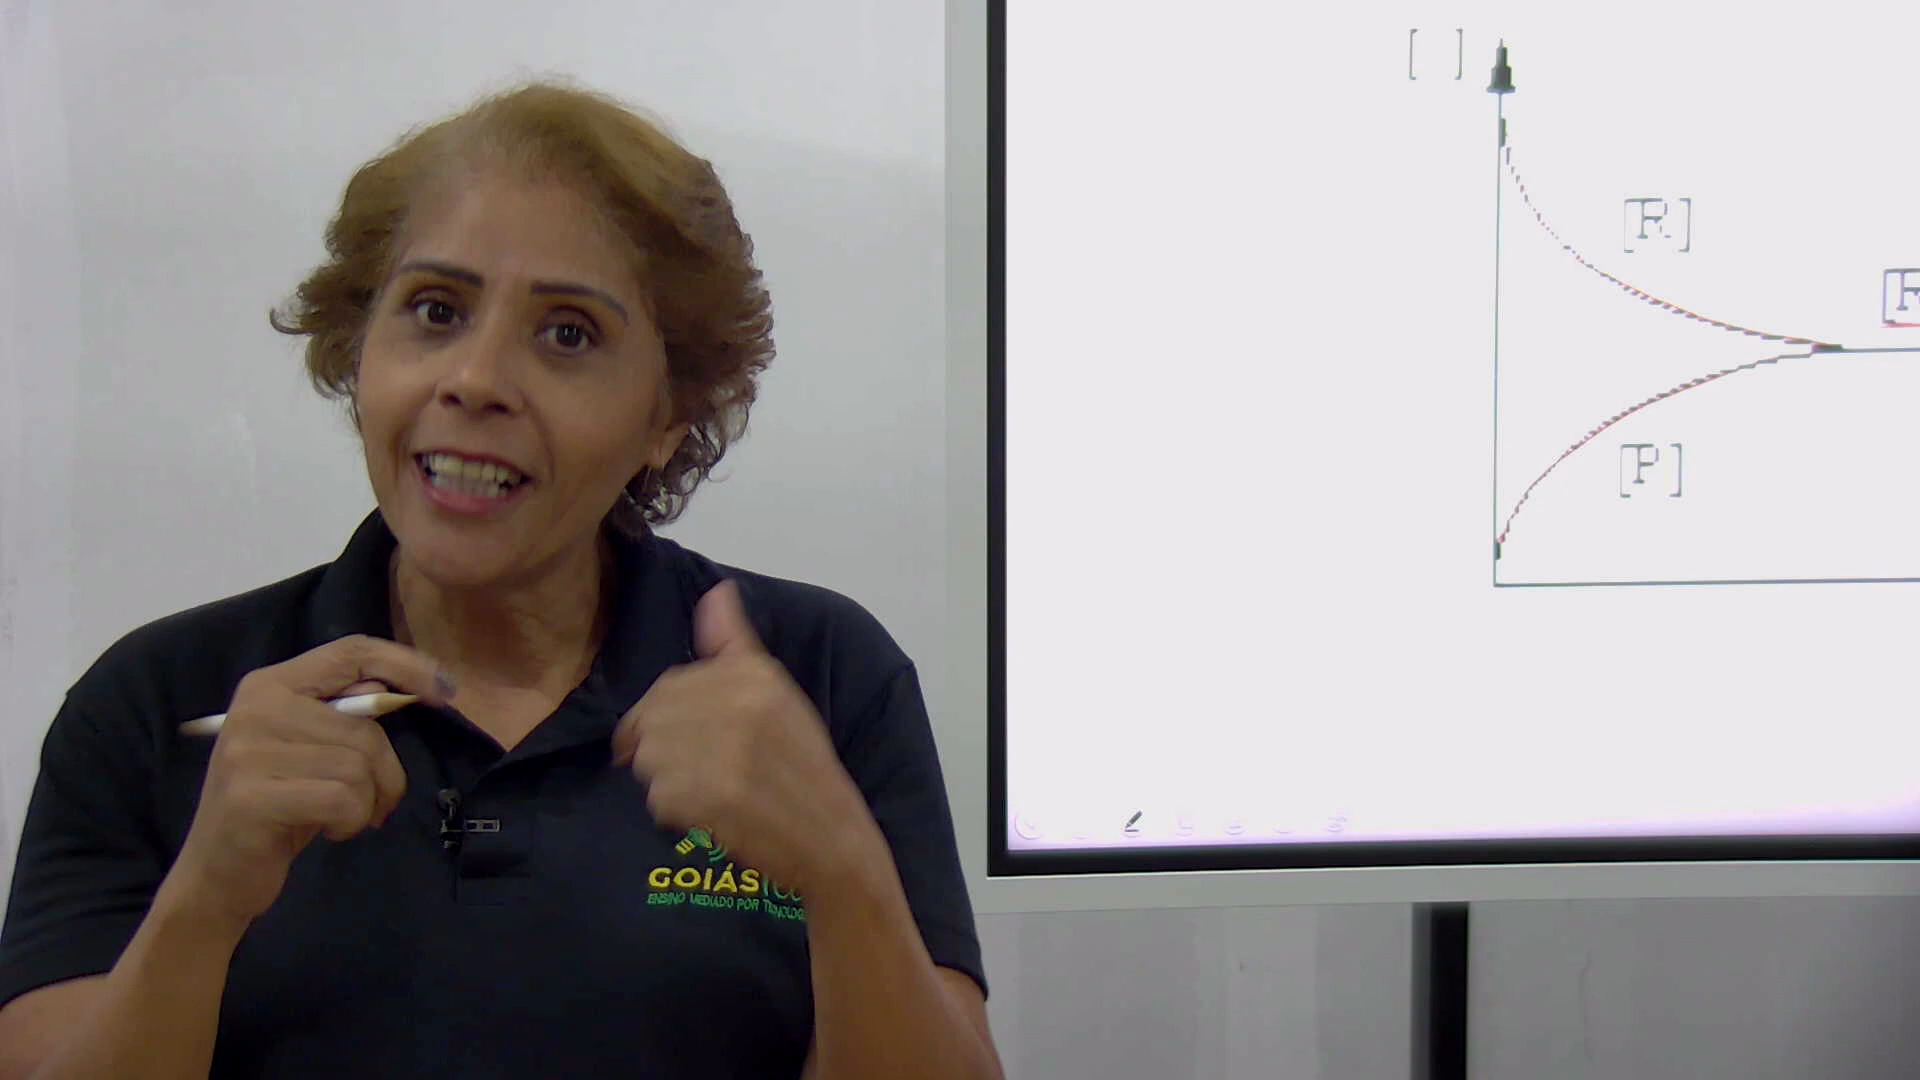 [ ]
[R]
[P]
GOIÁS
ENSINO MEDIADO POR